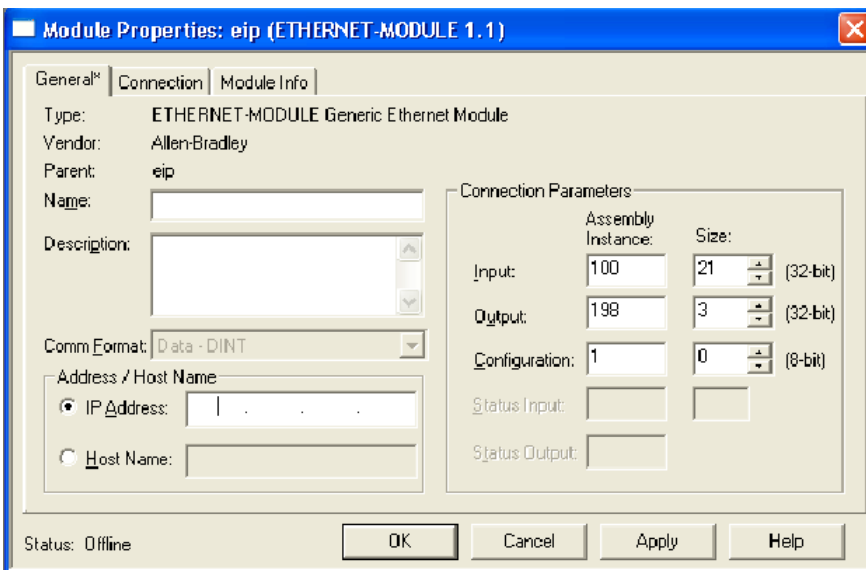 Module Properties: eip (ETHERNET-MODULE 1.1)
General* Connection Module Info
Type: ETHERNET-MODULE Generic Ethernet Module
Vendor: Allen-Bradley
Parent: eip
Name:
Description:
Comm Format: Data - DINT
Address / Host Name
IP Address: . . .
Host Name:
Connection Parameters
Assembly Instance: Size:
Input: 100 21 (32-bit)
Output: 198 3 (32-bit)
Configuration: 1 0 (8-bit)
Status Input:
Status Output:
Status: Offline
OK Cancel Apply Help